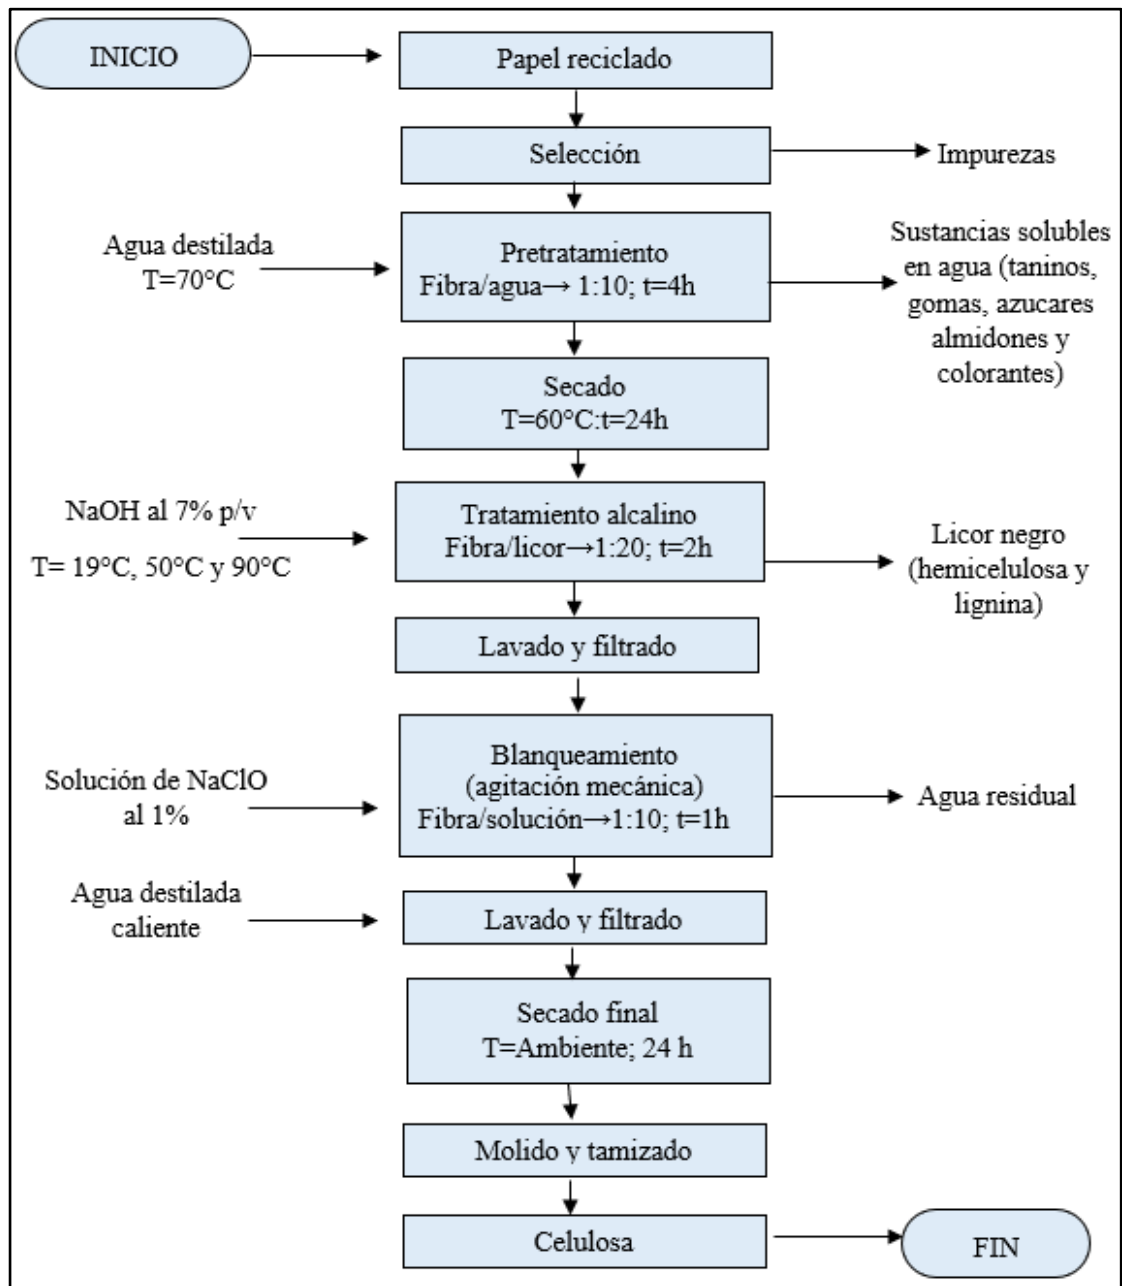 INICIO
Papel reciclado
Selección
Impurezas
Agua destilada
T=70°C
Pretratamiento
Fibra/agua→ 1:10; t=4h
Sustancias solubles
en agua (taninos,
gomas, azucares
almidones y
colorantes)
Secado
T=60°C:t=24h
NaOH al 7% p/v
T= 19°C, 50°C y 90°C
Tratamiento alcalino
Fibra/licor→1:20; t=2h
Licor negro
(hemicelulosa y
lignina)
Lavado y filtrado
Solución de NaClO
al 1%
Blanqueamiento
(agitación mecánica)
Fibra/solución→1:10; t=1h
Agua residual
Agua destilada
caliente
Lavado y filtrado
Secado final
T=Ambiente; 24 h
Molido y tamizado
Celulosa
FIN